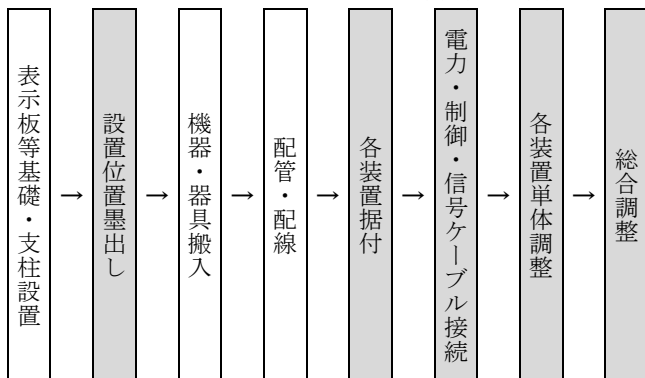 表示板等基礎・支柱設置
→
設置位置墨出し
→
機器・器具搬入
→
配管・配線
→
各装置据付
→
電力・制御・信号ケーブル接続
→
各装置単体調整
→
総合調整